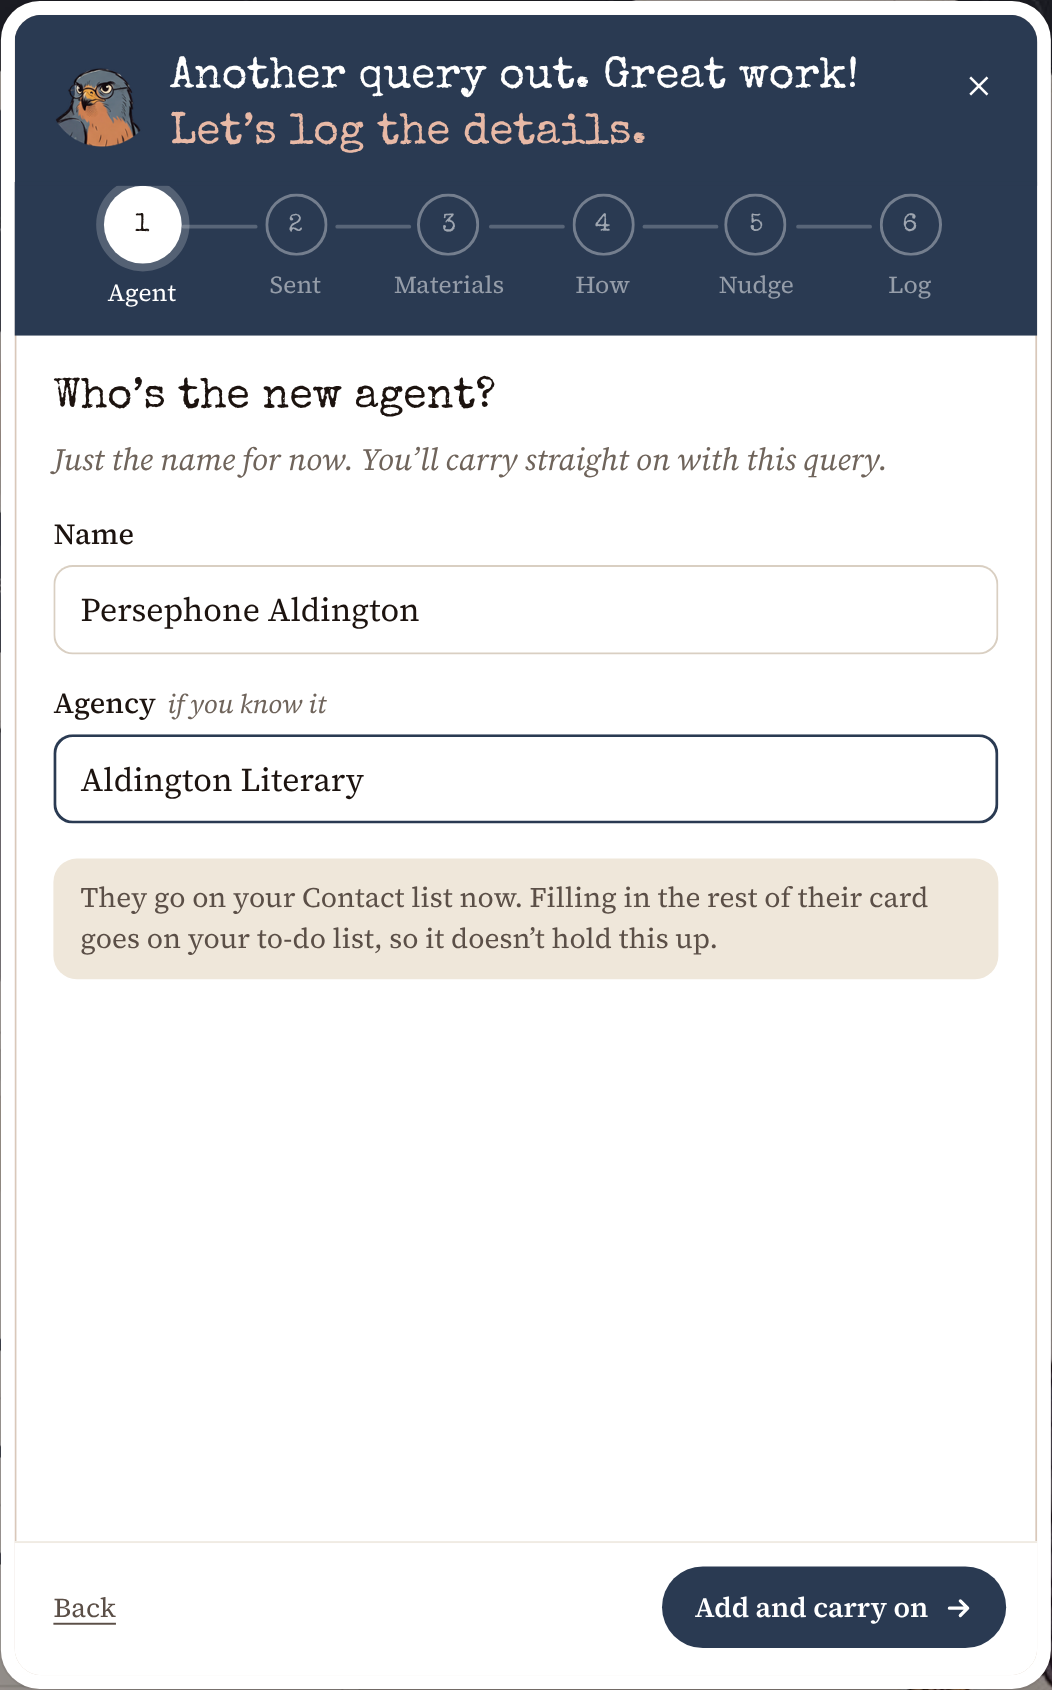 Another query out. Great work!
Let’s log the details.
1
2
3
4
5
6
Agent
Sent
Materials
How
Nudge
Log
Who’s the new agent?
Just the name for now. You’ll carry straight on with this query.
Name
Persephone Aldington
Agency if you know it
Aldington Literary
They go on your Contact list now. Filling in the rest of their card
goes on your to-do list, so it doesn’t hold this up.
Back
Add and carry on →